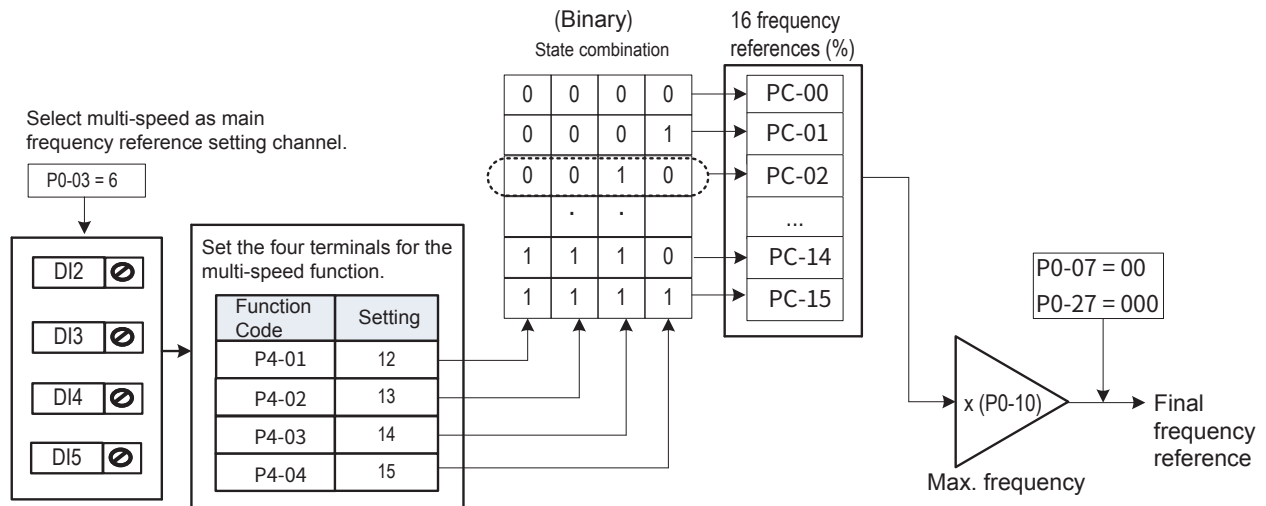 (Binary)
State combination
16 frequency
references (%)
Select multi-speed as main
frequency reference setting channel.
P0-03 = 6
DI2
DI3
DI4
DI5
Set the four terminals for the
multi-speed function.
Function
Code
Setting
P4-01 12
P4-02 13
P4-03 14
P4-04 15
0 0 0 0
0 0 0 1
0 0 1 0
. .
1 1 1 0
1 1 1 1
PC-00
PC-01
PC-02
...
PC-14
PC-15
P0-07 = 00
P0-27 = 000
x (P0-10)
Max. frequency
Final
frequency
reference